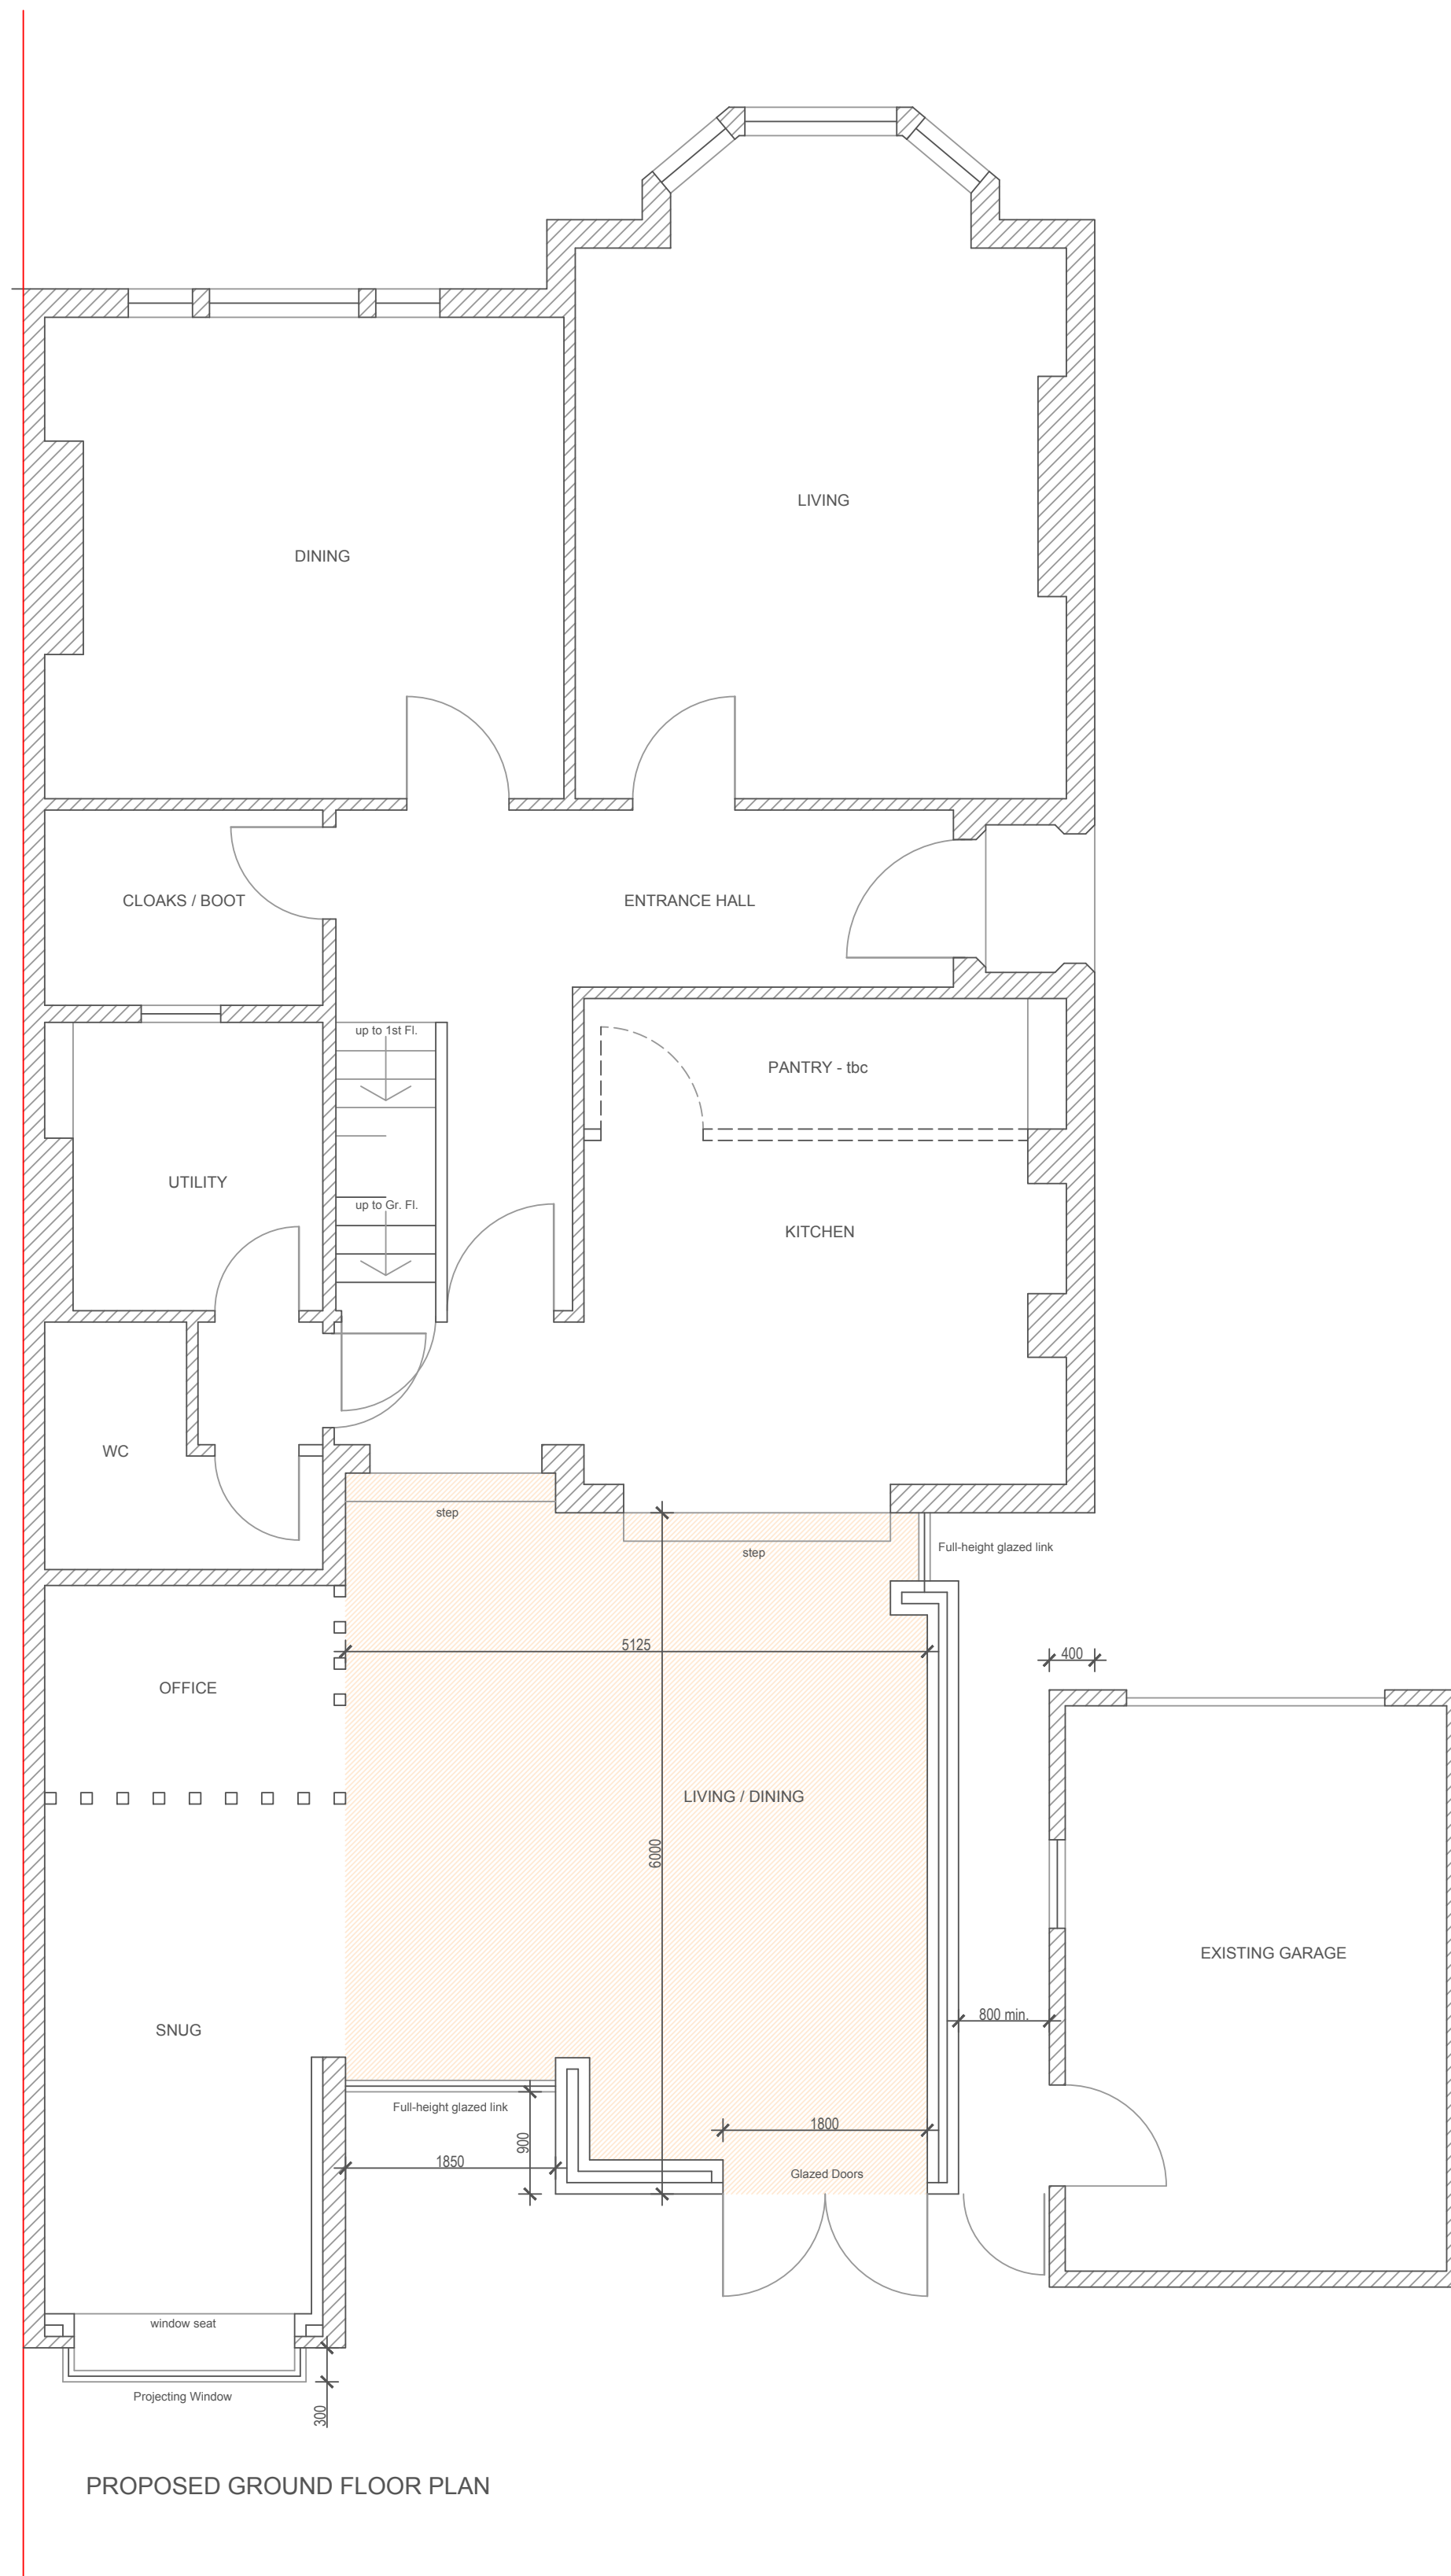 LIVING
DINING
CLOAKS / BOOT
ENTRANCE HALL
up to 1st Fl.
PANTRY - tbc
UTILITY
up to Gr. Fl.
KITCHEN
WC
step
step
Full-height glazed link
5125
400
OFFICE
LIVING / DINING
6000
EXISTING GARAGE
800 min.
SNUG
Full-height glazed link
1800
900
1850
Glazed Doors
window seat
Projecting Window
300
PROPOSED GROUND FLOOR PLAN